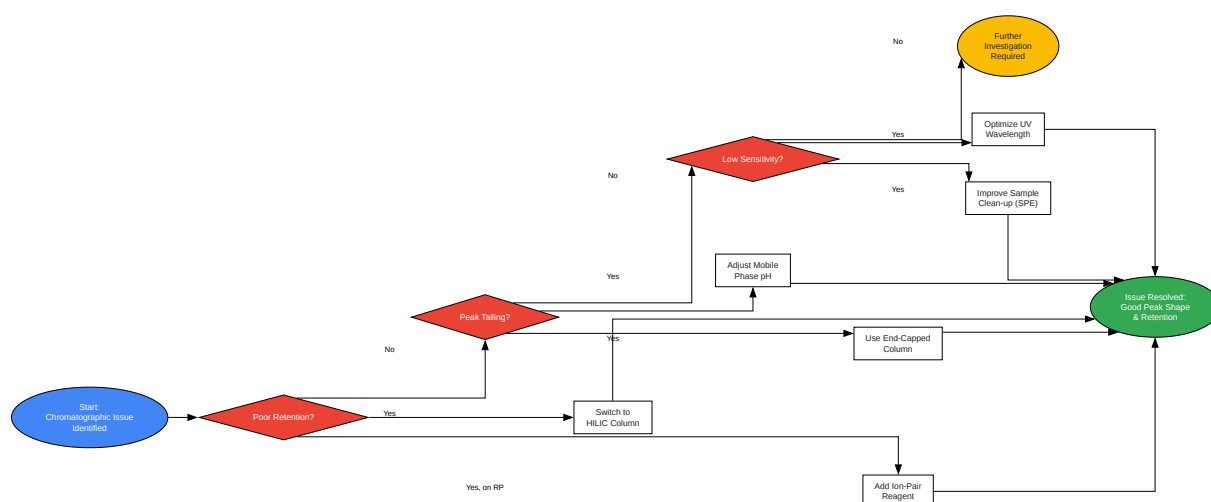 No
Further
Investigation
Required
Yes
Optimize UV
Wavelength
Low Sensitivity?
No
Yes
Improve Sample
Clean-up (SPE)
Adjust Mobile
Phase pH
Yes
Issue Resolved:
Good Peak Shape
& Retention
Peak Tailing?
Yes
Use End-Capped
Column
No
Start:
Chromatographic Issue
Identified
Poor Retention?
Yes
Switch to
HILIC Column
Yes, on RP
Add Ion-Pair
Reagent